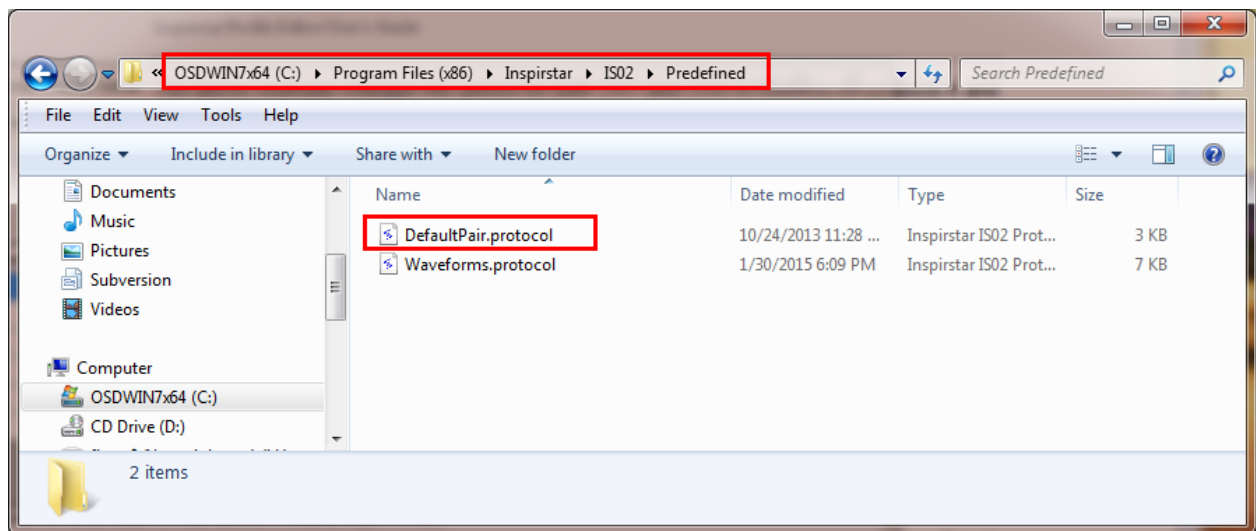 « OSDWIN7x64 (C:) ▸ Program Files (x86) ▸ Inspirstar ▸ IS02 ▸ Predefined
Search Predefined
File Edit View Tools Help
Organize Include in library Share with New folder
Documents
Music
Pictures
Subversion
Videos
Computer
OSDWIN7x64 (C:)
CD Drive (D:)
Name Date modified Type Size
DefaultPair.protocol 10/24/2013 11:28 ... Inspirstar IS02 Prot... 3 KB
Waveforms.protocol 1/30/2015 6:09 PM Inspirstar IS02 Prot... 7 KB
2 items